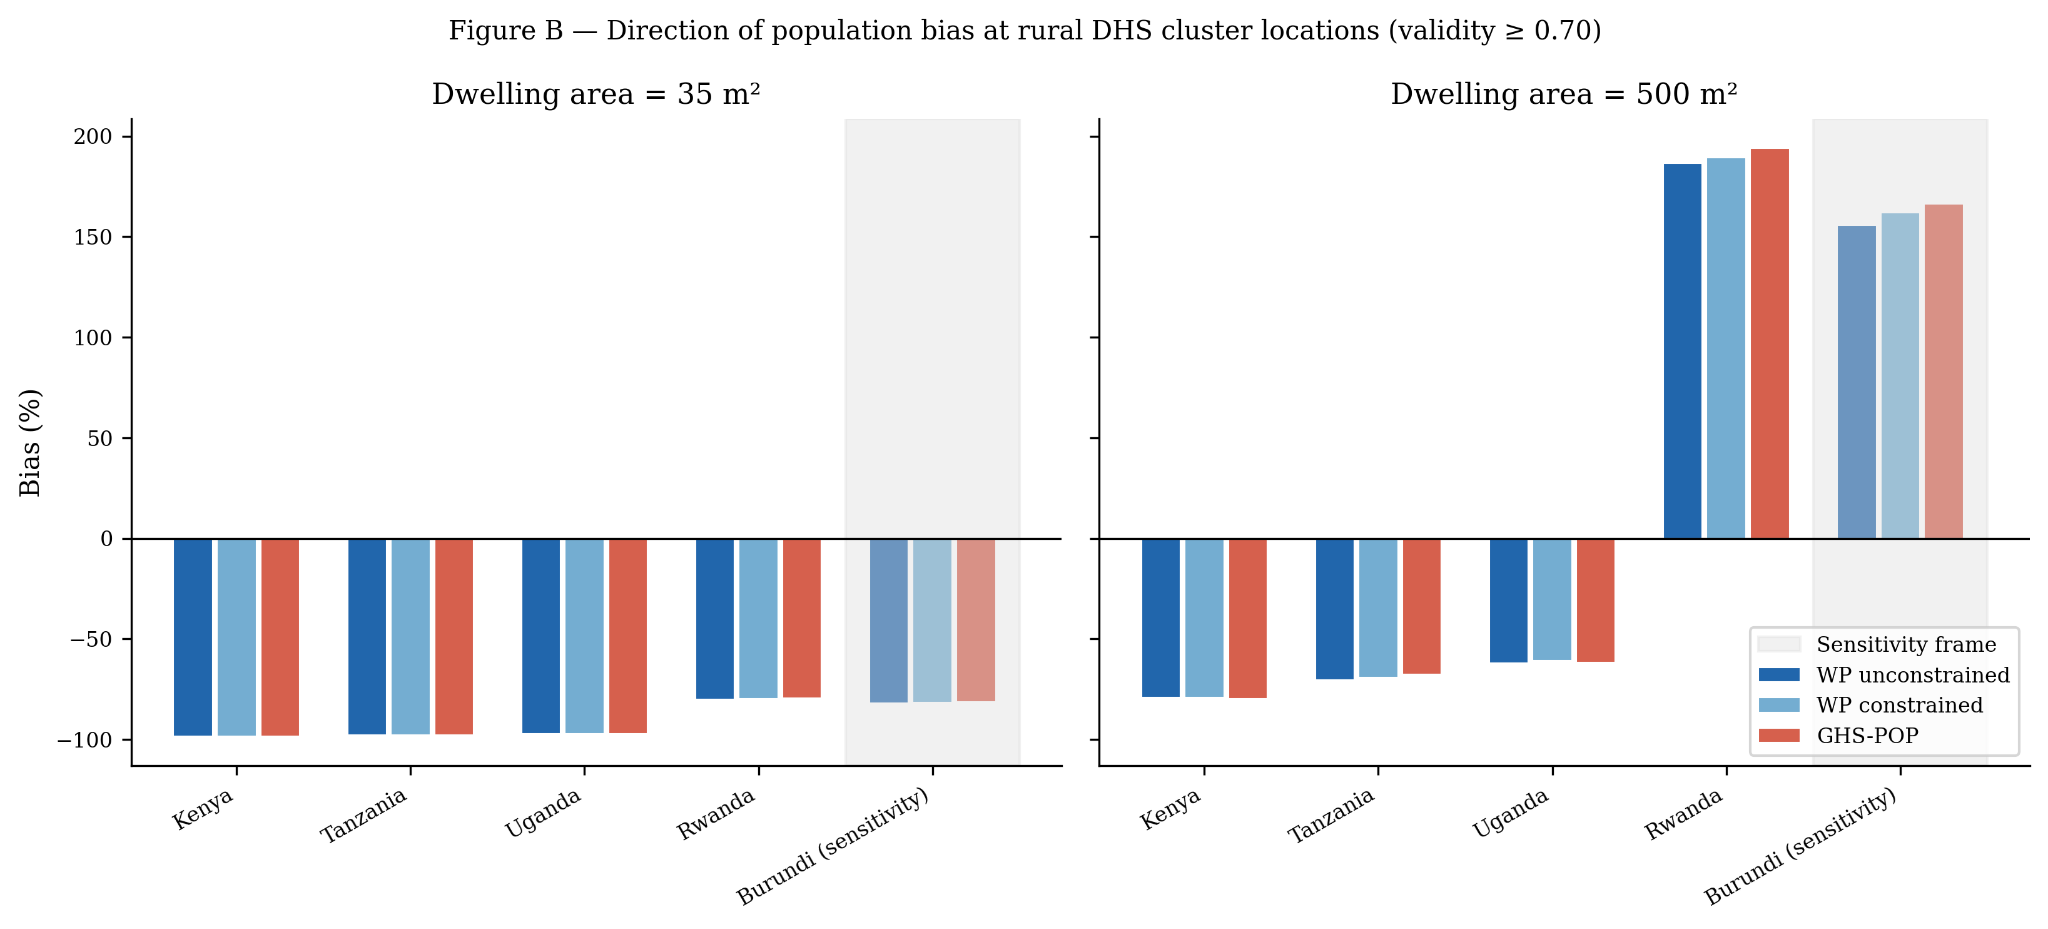 Figure B — Direction of population bias at rural DHS cluster locations (validity ≥ 0.70)
Dwelling area = 35 m²
Dwelling area = 500 m²
Bias (%)
200
150
100
50
0
−50
−100
Kenya
Tanzania
Uganda
Rwanda
Burundi (sensitivity)
Kenya
Tanzania
Uganda
Rwanda
Burundi (sensitivity)
Sensitivity frame
WP unconstrained
WP constrained
GHS-POP